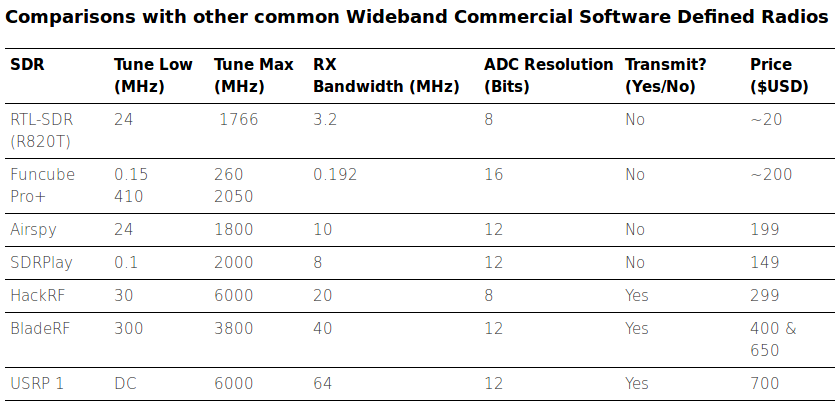 Comparisons with other common Wideband Commercial Software Defined Radios
SDR Tune Low Tune Max RX ADC Resolution Transmit? Price
(MHz) (MHz) Bandwidth (MHz) (Bits) (Yes/No) ($USD)
RTL-SDR 24 1766 3.2 8 No ~20
(R820T)
Funcube 0.15 260 0.192 16 No ~200
Pro+ 410 2050
Airspy 24 1800 10 12 No 199
SDRPlay 0.1 2000 8 12 No 149
HackRF 30 6000 20 8 Yes 299
BladeRF 300 3800 40 12 Yes 400 &
650
USRP 1 DC 6000 64 12 Yes 700